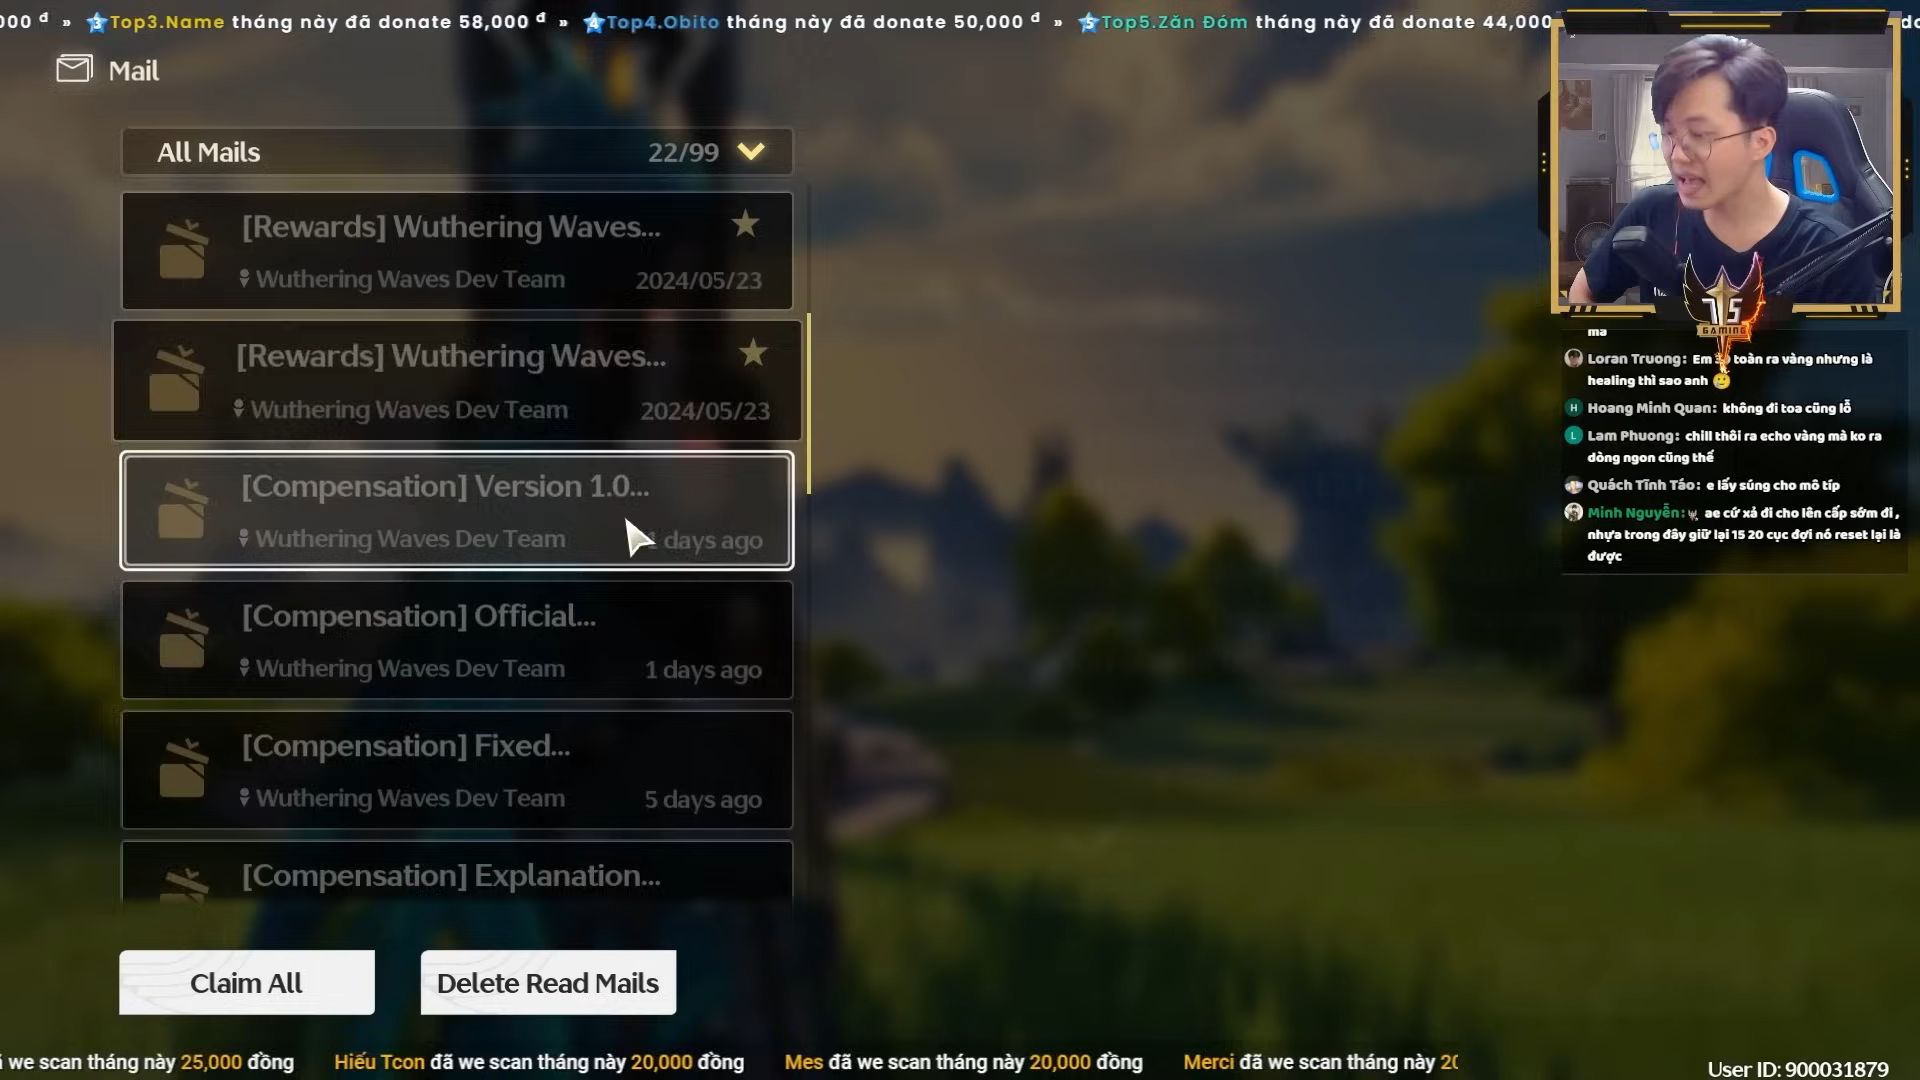 000 đ » 3 Top3.Name tháng này đã donate 58,000 đ » 4 Top4.Obito tháng này đã donate 50,000 đ » 5 Top5.Zăn Đóm tháng này đã donate 44,000
Mail
All Mails 22/99
[Rewards] Wuthering Waves...
Wuthering Waves Dev Team 2024/05/23
[Rewards] Wuthering Waves...
Wuthering Waves Dev Team 2024/05/23
[Compensation] Version 1.0...
Wuthering Waves Dev Team days ago
[Compensation] Official...
Wuthering Waves Dev Team 1 days ago
[Compensation] Fixed...
Wuthering Waves Dev Team 5 days ago
[Compensation] Explanation...
Claim All
Delete Read Mails
TS
GAMING
ma
Loran Truong: Em toàn ra vàng nhưng là
healing thì sao anh 🥲
H Hoang Minh Quan: không đi toa cũng lỗ
L Lam Phuong: chill thôi ra echo vàng mà ko ra
dòng ngon cũng thế
Quách Tĩnh Táo: e lấy súng cho mô típ
Minh Nguyễn: ae cứ xả đi cho lên cấp sớm đi,
nhựa trong đây giữ lại 15 20 cục đợi nó reset lại là
được
we scan tháng này 25,000 đồng Hiếu Tcon đã we scan tháng này 20,000 đồng Mes đã we scan tháng này 20,000 đồng Merci đã we scan tháng này 20
User ID: 900031879